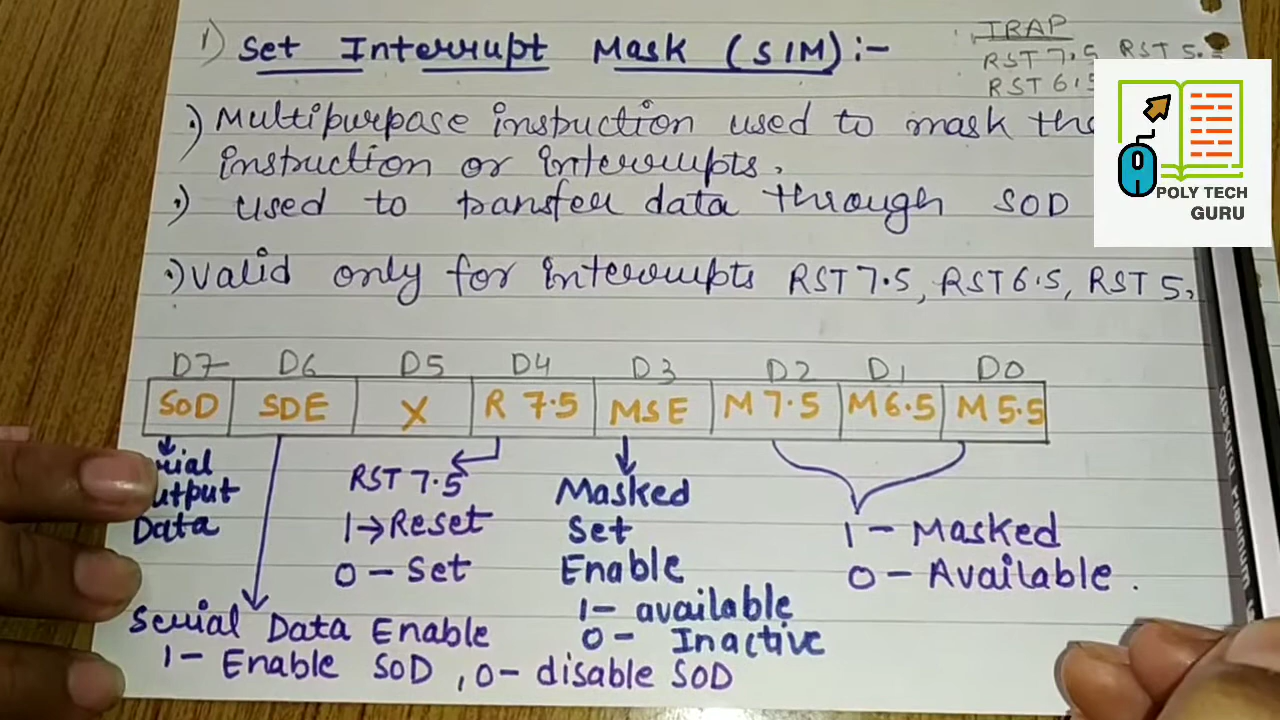 1) Set Interrupt Mask (SIM):-
TRAP
RST 7.5 RST 5.5
RST 6.5
•) Multipurpase instruction used to mask the
instruction or interrupts.
•) used to transfer data through SOD
•) Valid only for interrupts RST 7.5, RST 6.5, RST 5.
POLY TECH
GURU
D7 D6 D5 D4 D3 D2 D1 D0
SOD SDE X R 7.5 MSE M 7.5 M 6.5 M 5.5
Output
Data
Serial Data Enable
1- Enable SOD, 0- disable SOD
RST 7.5
1→Reset
0 - Set
Masked
Set
Enable
1- available
0- Inactive
1 - Masked
0 - Available.
apsara